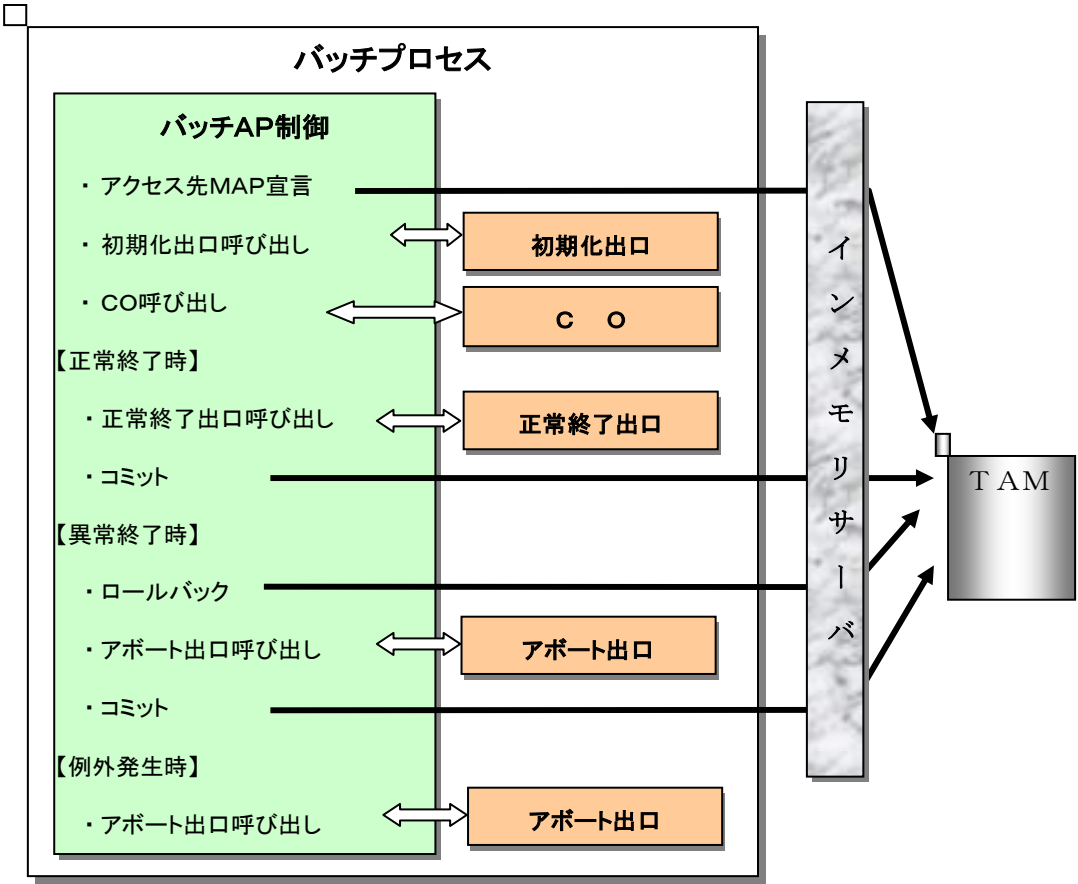 バッチプロセス
バッチAP制御
・ アクセス先MAP宣言
・ 初期化出口呼び出し
初期化出口
・ CO呼び出し
C O
【正常終了時】
・正常終了出口呼び出し
正常終了出口
・コミット
【異常終了時】
・ロールバック
・アボート出口呼び出し
アボート出口
・コミット
【例外発生時】
・アボート出口呼び出し
アボート出口
インメモリサーバ
TAM